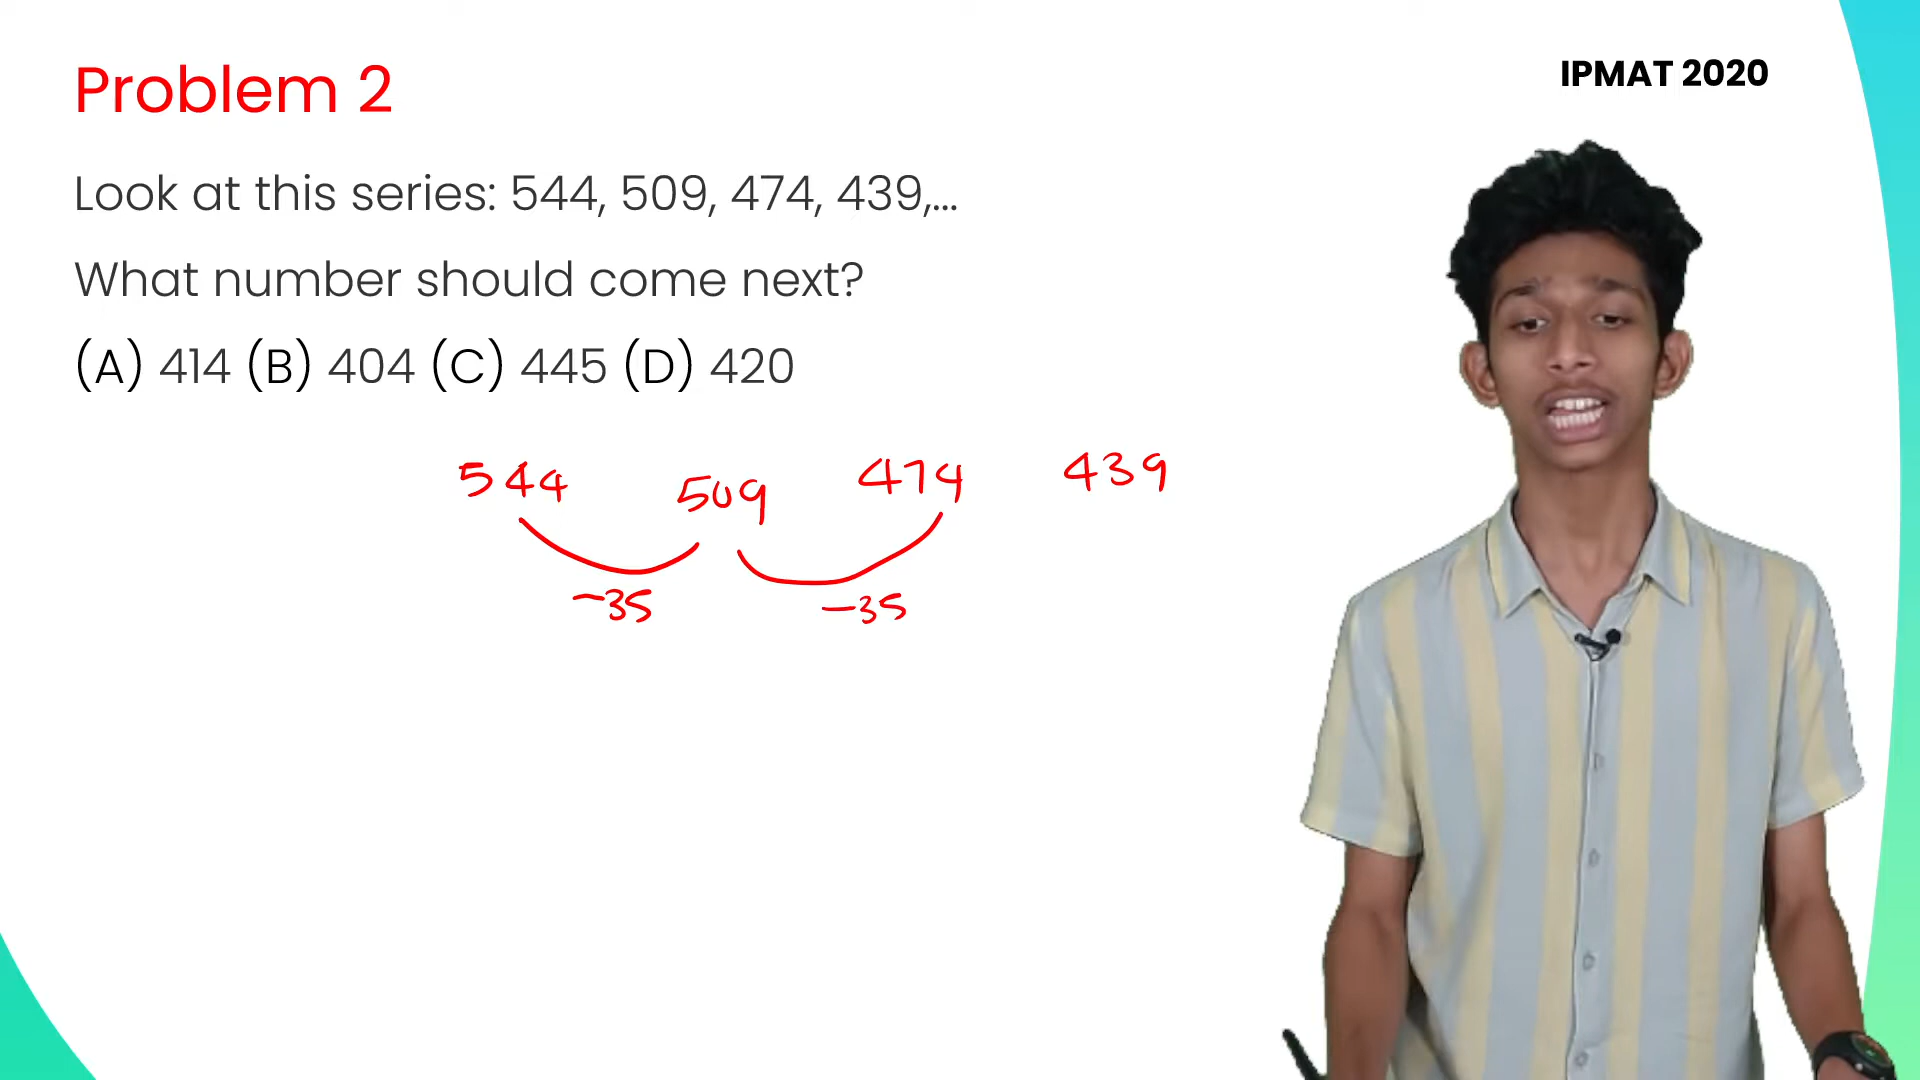 Problem 2
IPMAT 2020
Look at this series: 544, 509, 474, 439,...
What number should come next?
(A) 414 (B) 404 (C) 445 (D) 420
544 509 474 439
-35 -35